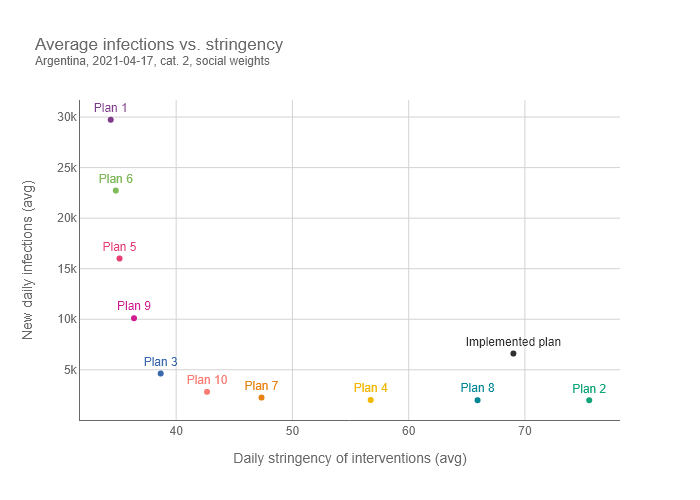 Average infections vs. stringency
Argentina, 2021-04-17, cat. 2, social weights
Plan 1
30k
25k
Plan 6
20k
Plan 5
15k
Plan 9
10k
Implemented plan
Plan 3
5k
Plan 10
Plan 7
Plan 4
Plan 8
Plan 2
40
50
60
70
Daily stringency of interventions (avg)
New daily infections (avg)